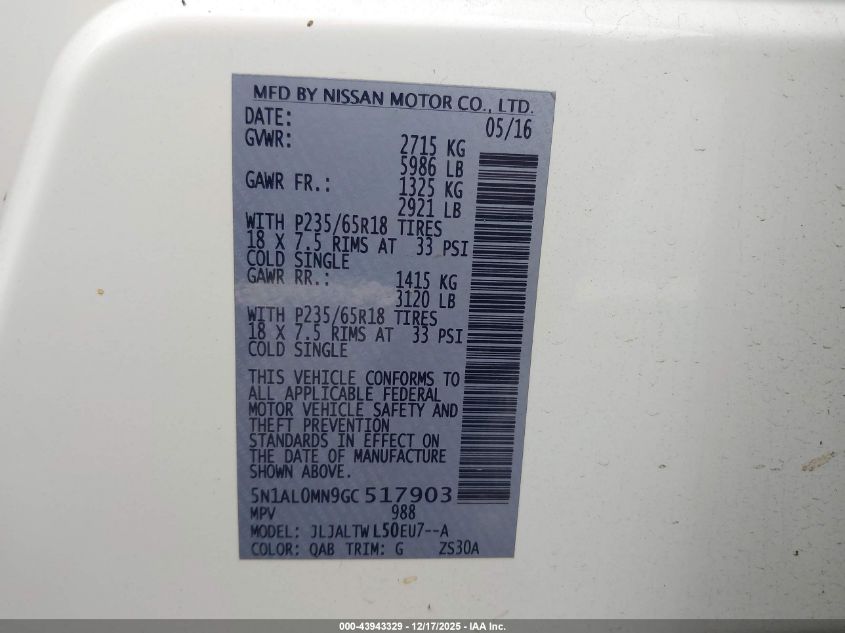 MFD BY NISSAN MOTOR CO., LTD.
DATE: 05/16
GVWR: 2715 KG
5986 LB
GAWR FR.: 1325 KG
2921 LB
WITH P235/65R18 TIRES
18 X 7.5 RIMS AT 33 PSI
COLD SINGLE
GAWR RR.: 1415 KG
3120 LB
WITH P235/65R18 TIRES
18 X 7.5 RIMS AT 33 PSI
COLD SINGLE
THIS VEHICLE CONFORMS TO
ALL APPLICABLE FEDERAL
MOTOR VEHICLE SAFETY AND
THEFT PREVENTION
STANDARDS IN EFFECT ON
THE DATE OF MANUFACTURE
SHOWN ABOVE.
5N1AL0MN9GC517903
MPV 988
MODEL: JLJALTWL50EU7--A
COLOR: QAB TRIM: G ZS30A
000-43943329 - 12/17/2025 - IAA Inc.